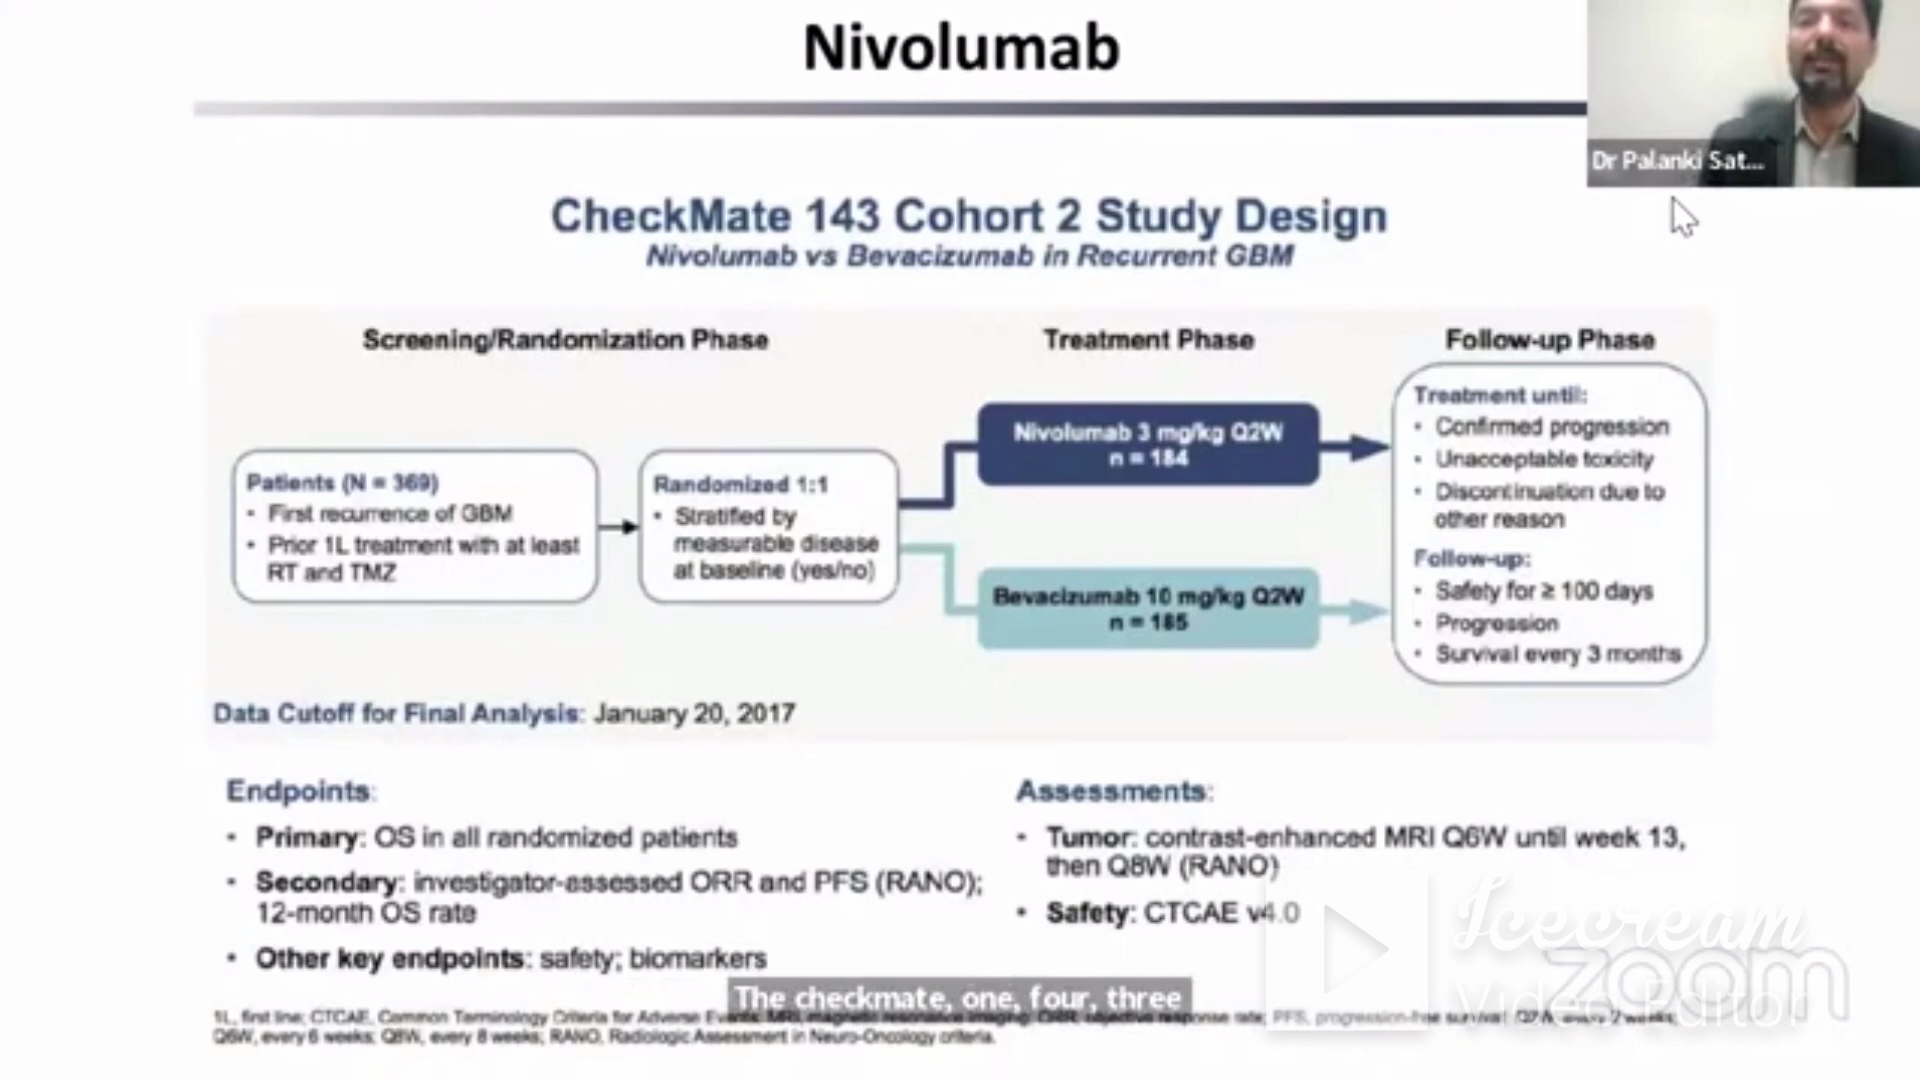 Nivolumab
Dr Palanki Sat...
CheckMate 143 Cohort 2 Study Design
Nivolumab vs Bevacizumab in Recurrent GBM
Screening/Randomization Phase
Treatment Phase
Follow-up Phase
Patients (N = 369)
• First recurrence of GBM
• Prior 1L treatment with at least
RT and TMZ
Randomized 1:1
• Stratified by
measurable disease
at baseline (yes/no)
Nivolumab 3 mg/kg Q2W
n = 184
Bevacizumab 10 mg/kg Q2W
n = 185
Treatment until:
• Confirmed progression
• Unacceptable toxicity
• Discontinuation due to
other reason
Follow-up:
• Safety for ≥ 100 days
• Progression
• Survival every 3 months
Data Cutoff for Final Analysis: January 20, 2017
Endpoints:
• Primary: OS in all randomized patients
• Secondary: investigator-assessed ORR and PFS (RANO);
12-month OS rate
• Other key endpoints: safety; biomarkers
Assessments:
• Tumor: contrast-enhanced MRI Q6W until week 13,
then Q8W (RANO)
• Safety: CTCAE v4.0
The checkmate, one, four, three
1L, first line; CTCAE, Common Terminology Criteria for Adverse Events; MRI, magnetic resonance imaging; ORR, objective response rate; PFS, progression-free survival; Q2W, every 2 weeks;
Q6W, every 6 weeks; Q8W, every 8 weeks; RANO, Radiologic Assessment in Neuro-Oncology criteria.
Icecream
Video Editor
zoom